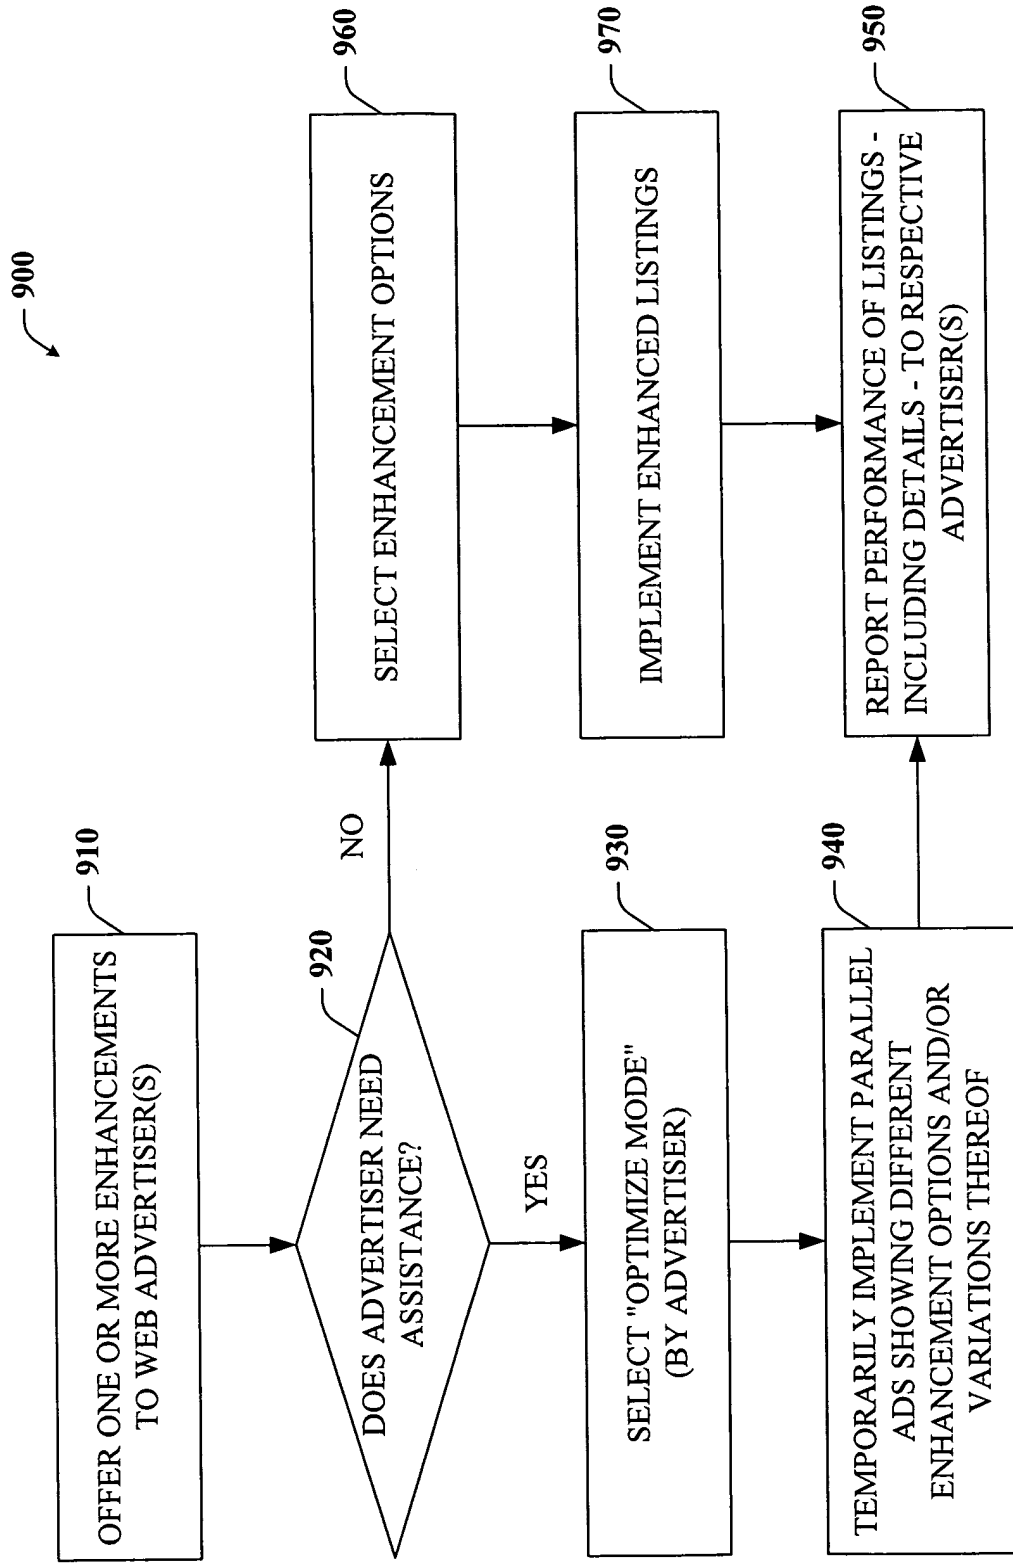 900
910
OFFER ONE OR MORE ENHANCEMENTS
TO WEB ADVERTISER(S)
920
DOES ADVERTISER NEED
ASSISTANCE?
NO
YES
960
SELECT ENHANCEMENT OPTIONS
930
SELECT "OPTIMIZE MODE"
(BY ADVERTISER)
970
IMPLEMENT ENHANCED LISTINGS
940
TEMPORARILY IMPLEMENT PARALLEL
ADS SHOWING DIFFERENT
ENHANCEMENT OPTIONS AND/OR
VARIATIONS THEREOF
950
REPORT PERFORMANCE OF LISTINGS -
INCLUDING DETAILS - TO RESPECTIVE
ADVERTISER(S)